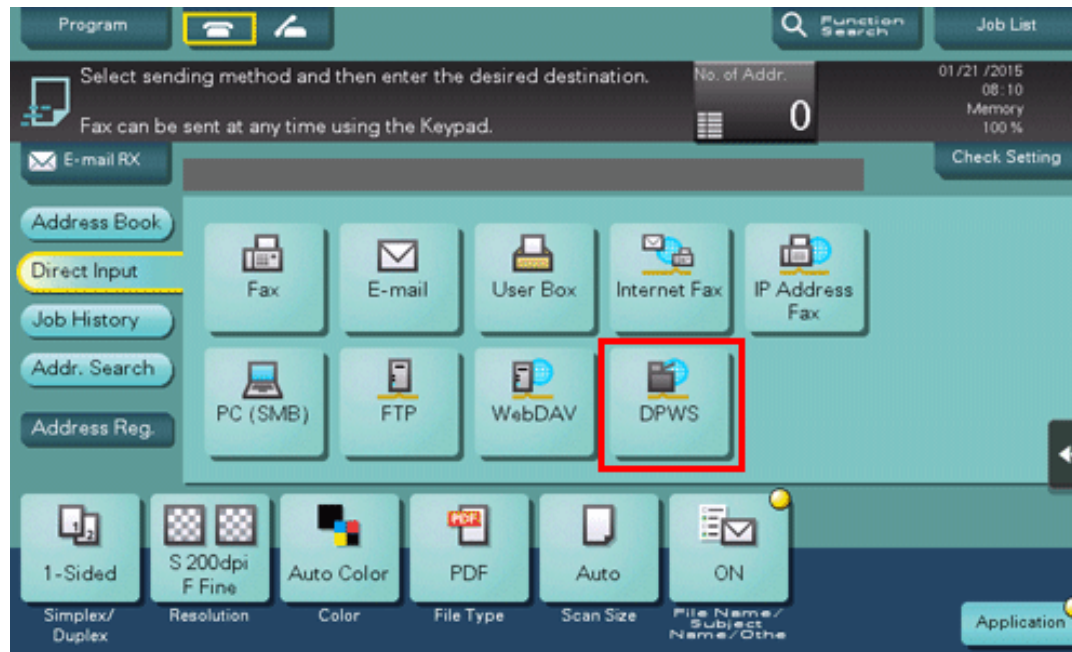 Program
Function
Search
Job List
Select sending method and then enter the desired destination.
Fax can be sent at any time using the Keypad.
No. of Addr.
0
01/21 /2015
08:10
Memory
100 %
E-mail RX
Check Setting
Address Book
Direct Input
Job History
Addr. Search
Address Reg.
Fax
E-mail
User Box
Internet Fax
IP Address
Fax
PC (SMB)
FTP
WebDAV
DPWS
1 2
1-Sided
S 200dpi
F Fine
Auto Color
PDF
PDF
Auto
ON
Simplex/
Duplex
Resolution
Color
File Type
Scan Size
File Name/
Subject
Name/Othe
Application